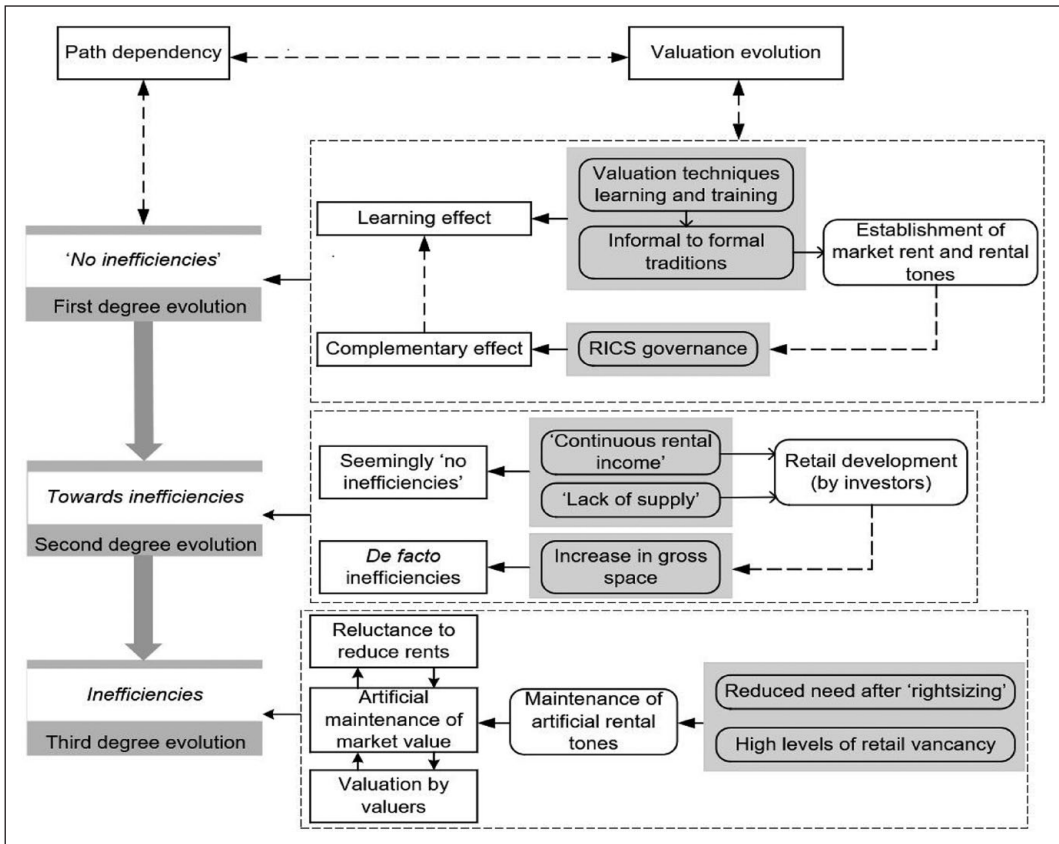 Path dependency
Valuation evolution
Valuation techniques
learning and training
Learning effect
Informal to formal
traditions
Establishment of
market rent and rental
tones
‘No inefficiencies’
First degree evolution
Complementary effect
RICS governance
Seemingly ‘no
inefficiencies’
‘Continuous rental
income’
‘Lack of supply’
Retail development
(by investors)
Towards inefficiencies
Second degree evolution
De facto
inefficiencies
Increase in gross
space
Reluctance to
reduce rents
Artificial
maintenance of
market value
Valuation by
valuers
Maintenance of
artificial rental
tones
Reduced need after ‘rightsizing’
High levels of retail vancancy
Inefficiencies
Third degree evolution